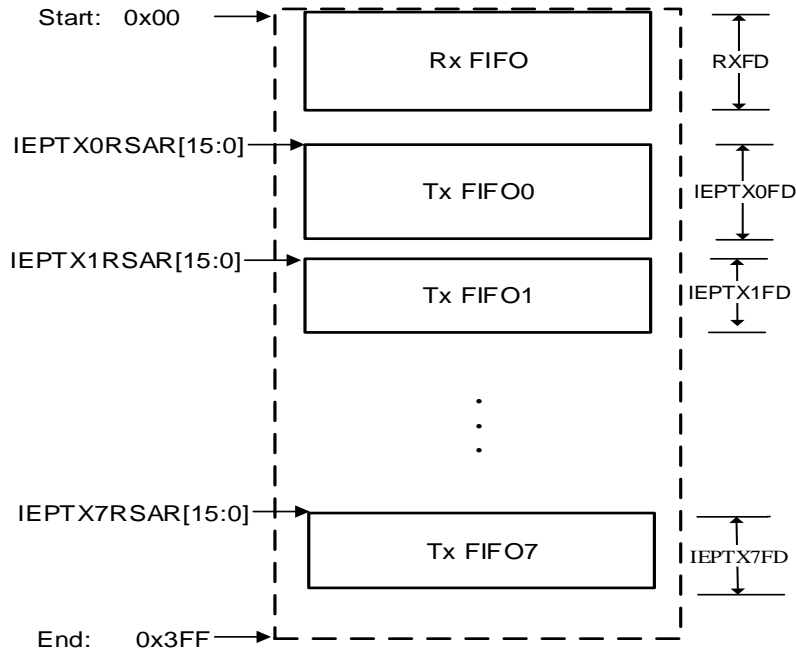 Start: 0x00
Rx FIFO
RXFD
IEPTX0RSAR[15:0]
Tx FIFO0
IEPTX0FD
IEPTX1RSAR[15:0]
Tx FIFO1
IEPTX1FD
IEPTX7RSAR[15:0]
Tx FIFO7
IEPTX7FD
End: 0x3FF